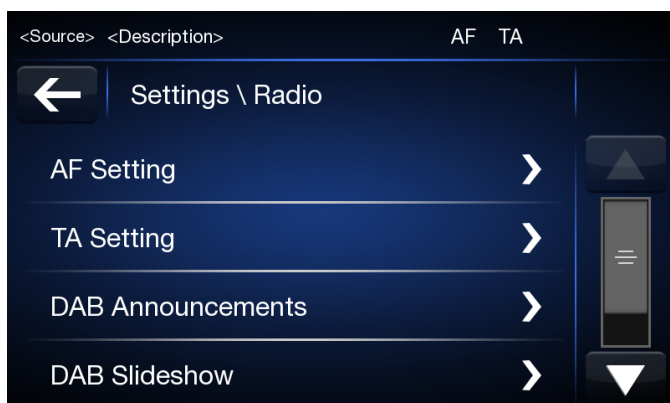 <Source> <Description> AF TA
Settings \ Radio
AF Setting
TA Setting
DAB Announcements
DAB Slideshow